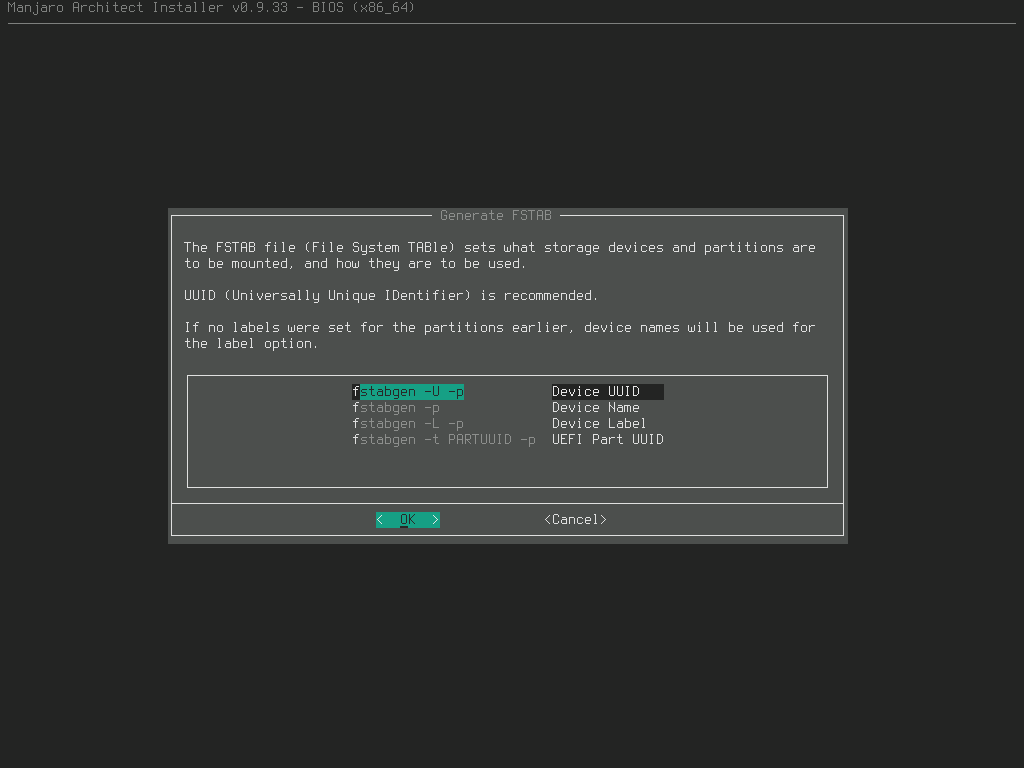 Manjaro Architect Installer v0.9.33 - BIOS (x86_64)
Generate FSTAB
The FSTAB file (File System TABle) sets what storage devices and partitions are
to be mounted, and how they are to be used.
UUID (Universally Unique IDentifier) is recommended.
If no labels were set for the partitions earlier, device names will be used for
the label option.
fstabgen -U -p Device UUID
fstabgen -p Device Name
fstabgen -L -p Device Label
fstabgen -t PARTUUID -p UEFI Part UUID
< OK > <Cancel>